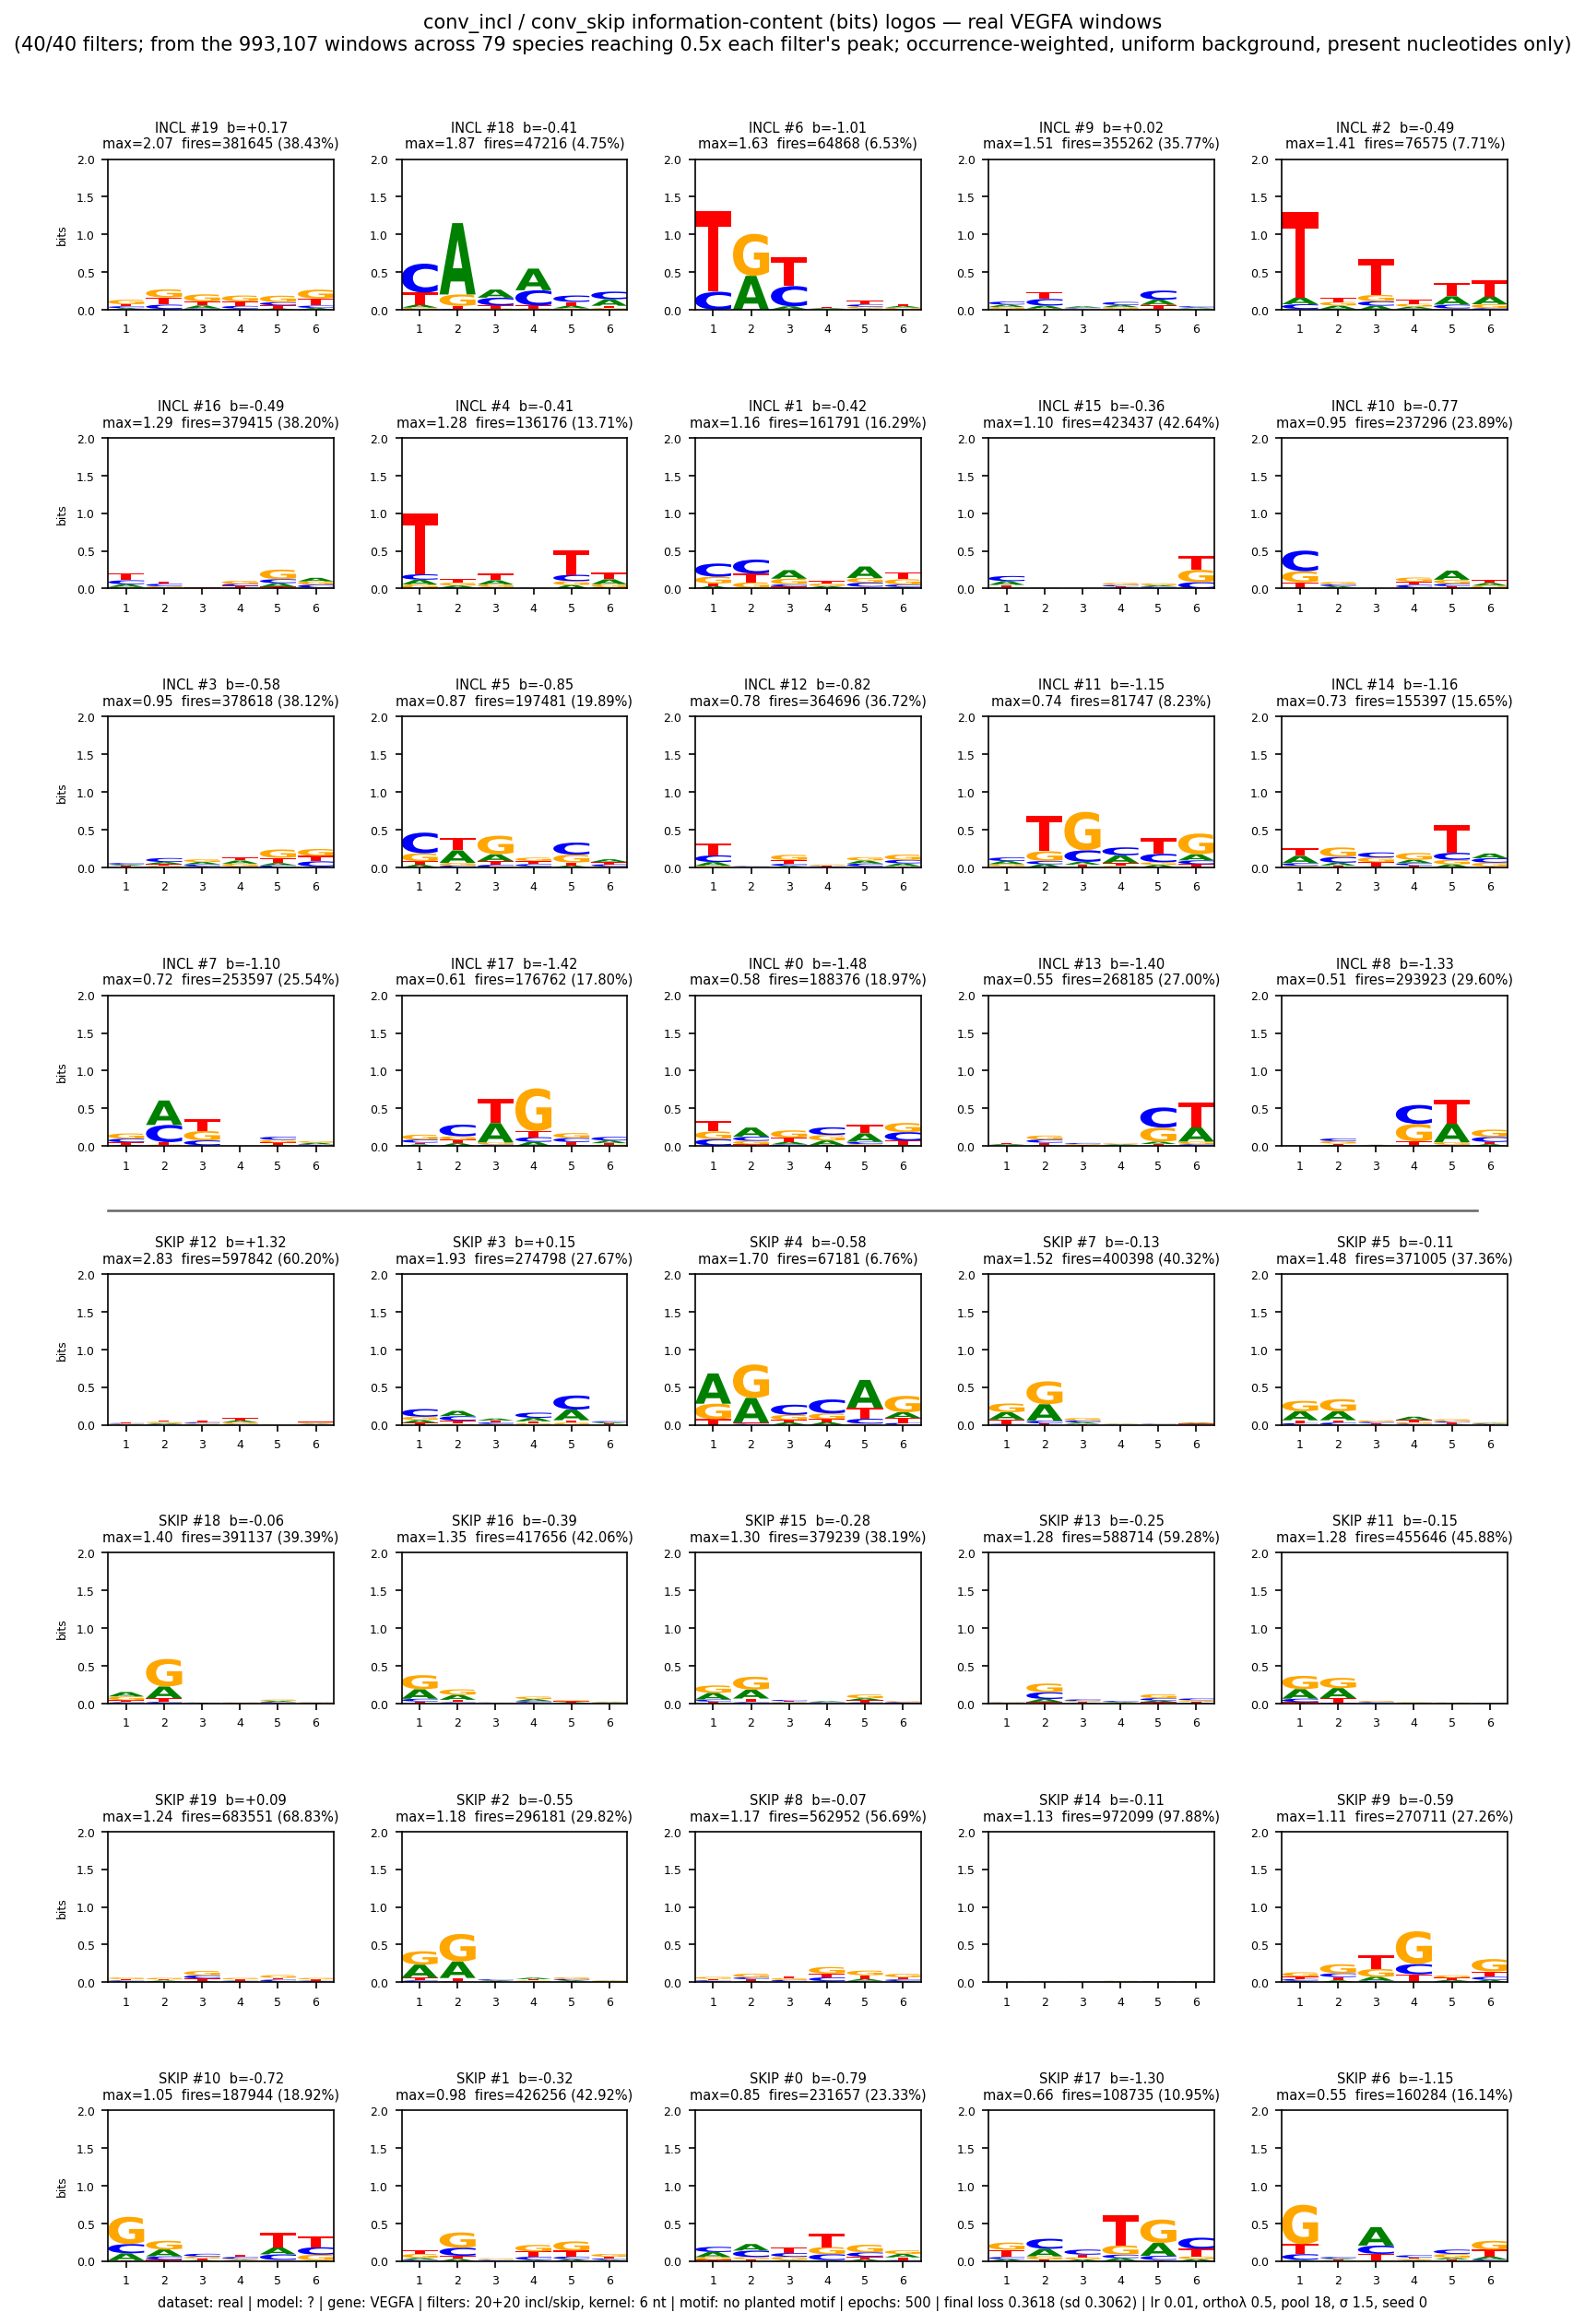 conv_incl / conv_skip information-content (bits) logos — real VEGFA windows
(40/40 filters; from the 993,107 windows across 79 species reaching 0.5x each filter's peak; occurrence-weighted, uniform background, present nucleotides only)
INCL #19 b=+0.17
max=2.07 fires=381645 (38.43%)
INCL #18 b=-0.41
max=1.87 fires=47216 (4.75%)
INCL #6 b=-1.01
max=1.63 fires=64868 (6.53%)
INCL #9 b=+0.02
max=1.51 fires=355262 (35.77%)
INCL #2 b=-0.49
max=1.41 fires=76575 (7.71%)
INCL #16 b=-0.49
max=1.29 fires=379415 (38.20%)
INCL #4 b=-0.41
max=1.28 fires=136176 (13.71%)
INCL #1 b=-0.42
max=1.16 fires=161791 (16.29%)
INCL #15 b=-0.36
max=1.10 fires=423437 (42.64%)
INCL #10 b=-0.77
max=0.95 fires=237296 (23.89%)
INCL #3 b=-0.58
max=0.95 fires=378618 (38.12%)
INCL #5 b=-0.85
max=0.87 fires=197481 (19.89%)
INCL #12 b=-0.82
max=0.78 fires=364696 (36.72%)
INCL #11 b=-1.15
max=0.74 fires=81747 (8.23%)
INCL #14 b=-1.16
max=0.73 fires=155397 (15.65%)
INCL #7 b=-1.10
max=0.72 fires=253597 (25.54%)
INCL #17 b=-1.42
max=0.61 fires=176762 (17.80%)
INCL #0 b=-1.48
max=0.58 fires=188376 (18.97%)
INCL #13 b=-1.40
max=0.55 fires=268185 (27.00%)
INCL #8 b=-1.33
max=0.51 fires=293923 (29.60%)
SKIP #12 b=+1.32
max=2.83 fires=597842 (60.20%)
SKIP #3 b=+0.15
max=1.93 fires=274798 (27.67%)
SKIP #4 b=-0.58
max=1.70 fires=67181 (6.76%)
SKIP #7 b=-0.13
max=1.52 fires=400398 (40.32%)
SKIP #5 b=-0.11
max=1.48 fires=371005 (37.36%)
SKIP #18 b=-0.06
max=1.40 fires=391137 (39.39%)
SKIP #16 b=-0.39
max=1.35 fires=417656 (42.06%)
SKIP #15 b=-0.28
max=1.30 fires=379239 (38.19%)
SKIP #13 b=-0.25
max=1.28 fires=588714 (59.28%)
SKIP #11 b=-0.15
max=1.28 fires=455646 (45.88%)
SKIP #19 b=+0.09
max=1.24 fires=683551 (68.83%)
SKIP #2 b=-0.55
max=1.18 fires=296181 (29.82%)
SKIP #8 b=-0.07
max=1.17 fires=562952 (56.69%)
SKIP #14 b=-0.11
max=1.13 fires=972099 (97.88%)
SKIP #9 b=-0.59
max=1.11 fires=270711 (27.26%)
SKIP #10 b=-0.72
max=1.05 fires=187944 (18.92%)
SKIP #1 b=-0.32
max=0.98 fires=426256 (42.92%)
SKIP #0 b=-0.79
max=0.85 fires=231657 (23.33%)
SKIP #17 b=-1.30
max=0.66 fires=108735 (10.95%)
SKIP #6 b=-1.15
max=0.55 fires=160284 (16.14%)
dataset: real | model: ? | gene: VEGFA | filters: 20+20 incl/skip, kernel: 6 nt | motif: no planted motif | epochs: 500 | final loss 0.3618 (sd 0.3062) | lr 0.01, orthoλ 0.5, pool 18, σ 1.5, seed 0